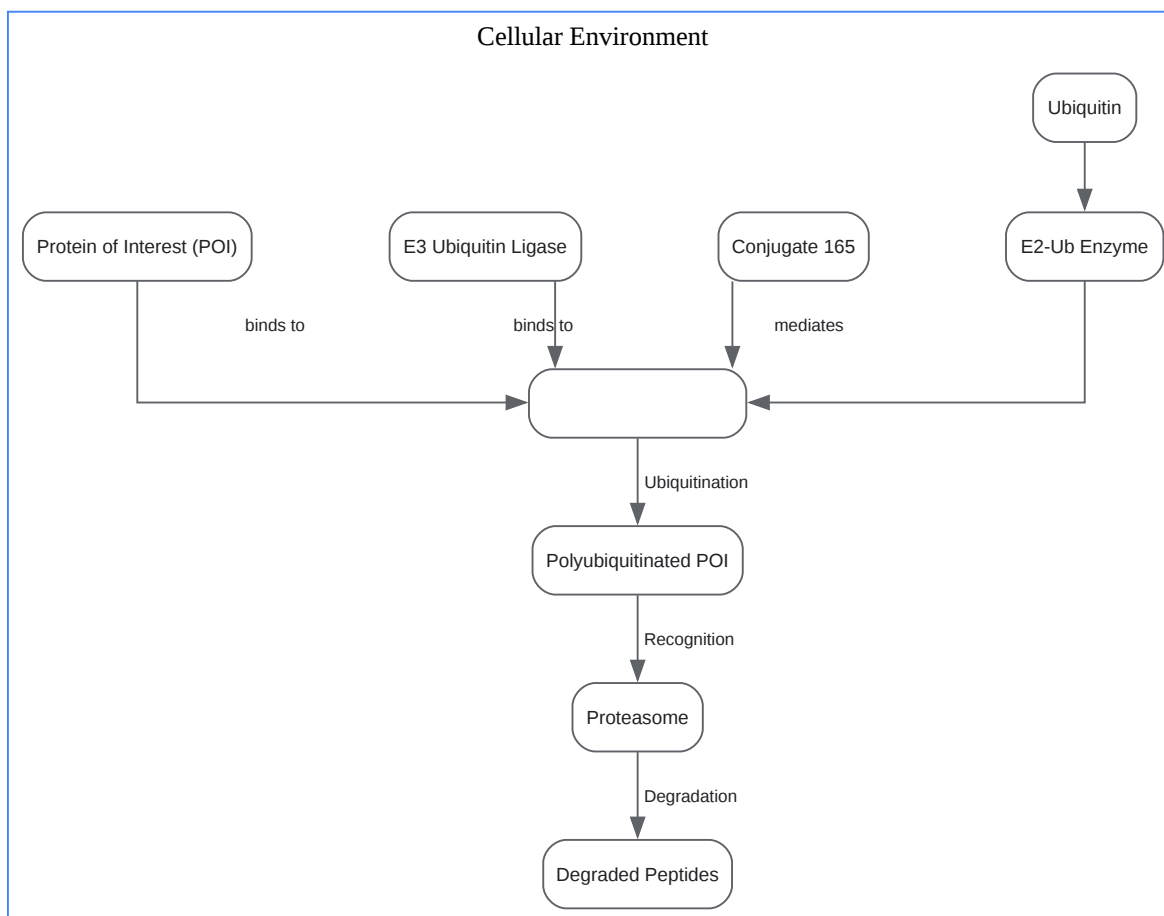 Cellular Environment
Ubiquitin
Protein of Interest (POI)
E3 Ubiquitin Ligase
Conjugate 165
E2-Ub Enzyme
binds to
binds to
mediates
Ubiquitination
Polyubiquitinated POI
Recognition
Proteasome
Degradation
Degraded Peptides